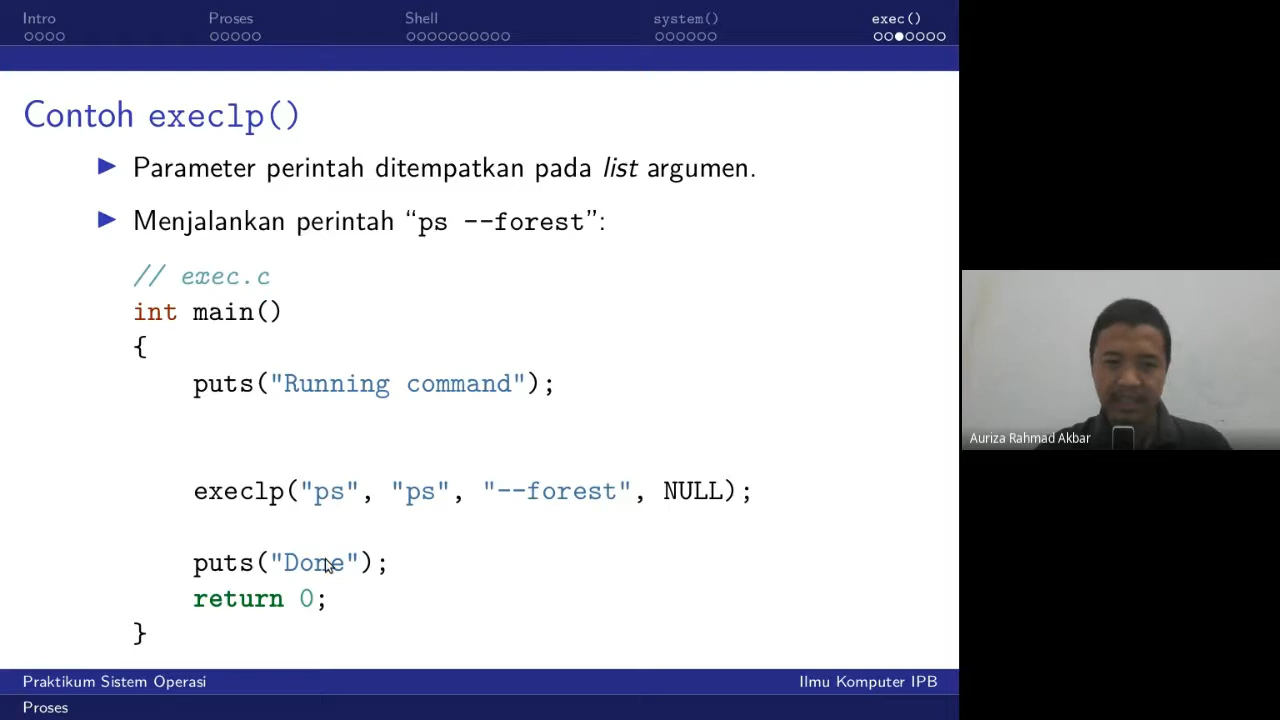 Intro
Proses
Shell
system()
exec()
Contoh execlp()
Parameter perintah ditempatkan pada list argumen.
Menjalankan perintah “ps --forest”:
// exec.c
int main()
{
puts("Running command");
execlp("ps", "ps", "--forest", NULL);
puts("Done");
return 0;
}
Auriza Rahmad Akbar
Praktikum Sistem Operasi
Ilmu Komputer IPB
Proses